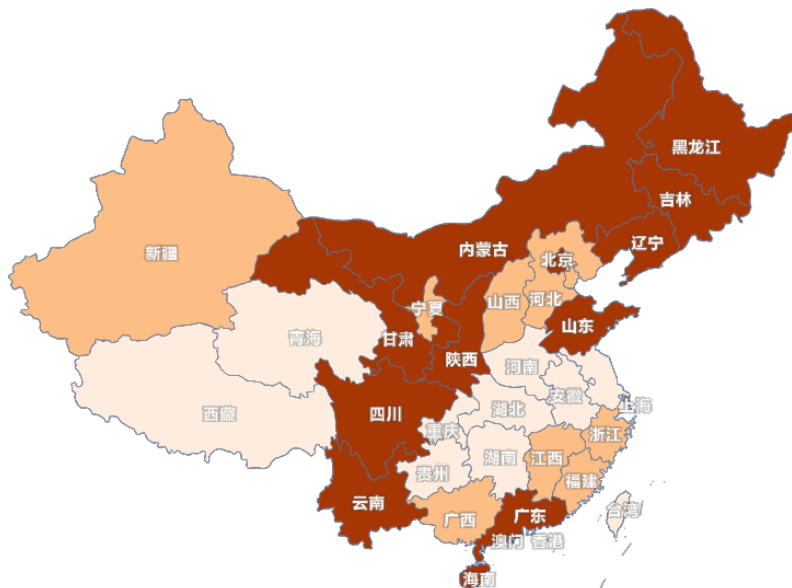 黑龙江
吉林
辽宁
内蒙古
新疆
北京
宁夏
山西
河北
山东
青海
甘肃
陕西
河南
安徽
上海
西藏
四川
湖北
重庆
浙江
贵州
湖南
江西
福建
云南
广西
广东
台湾
澳门
香港
海南